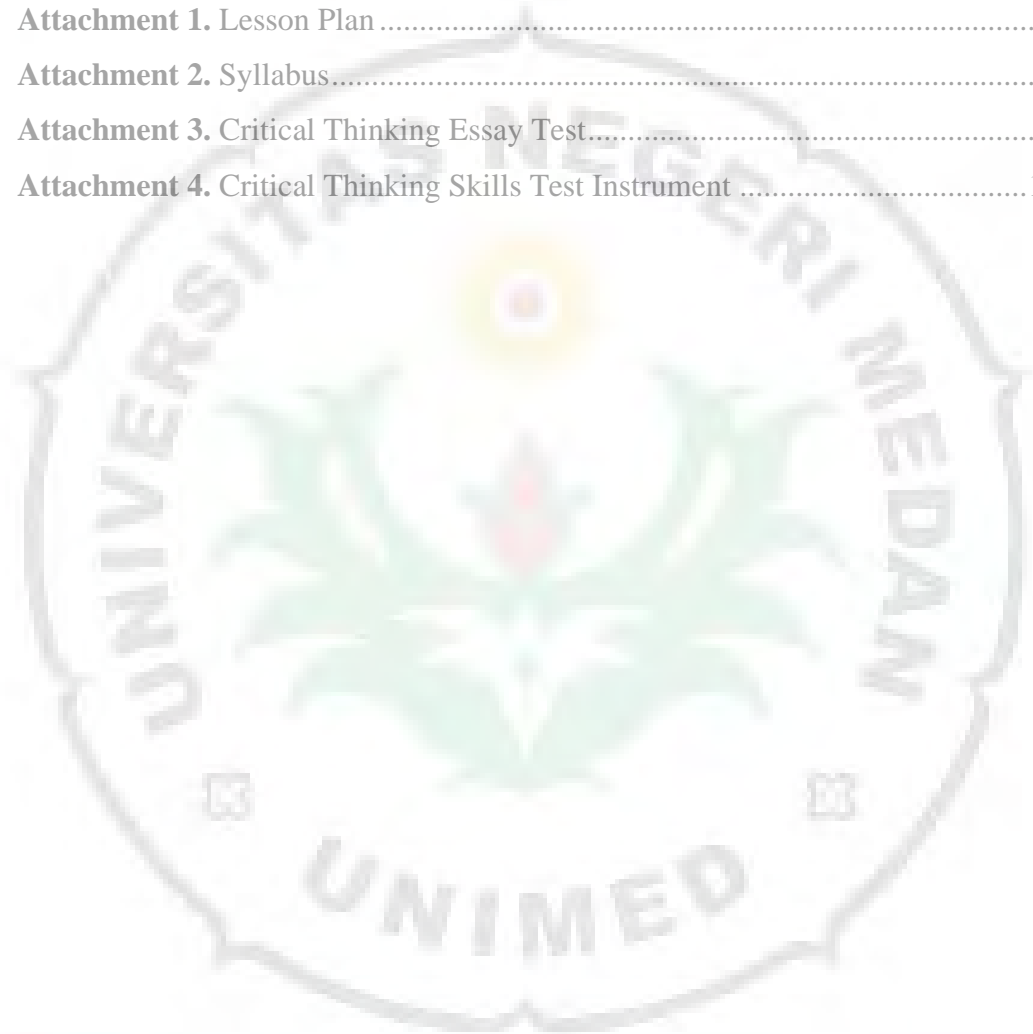 Attachment 1. Lesson Plan ........................................................................
Attachment 2. Syllabus................................................................................
Attachment 3. Critical Thinking Essay Test..............................................
Attachment 4. Critical Thinking Skills Test Instrument ..............................
UNIVERSITAS NEGERI MEDAN
UNIMED